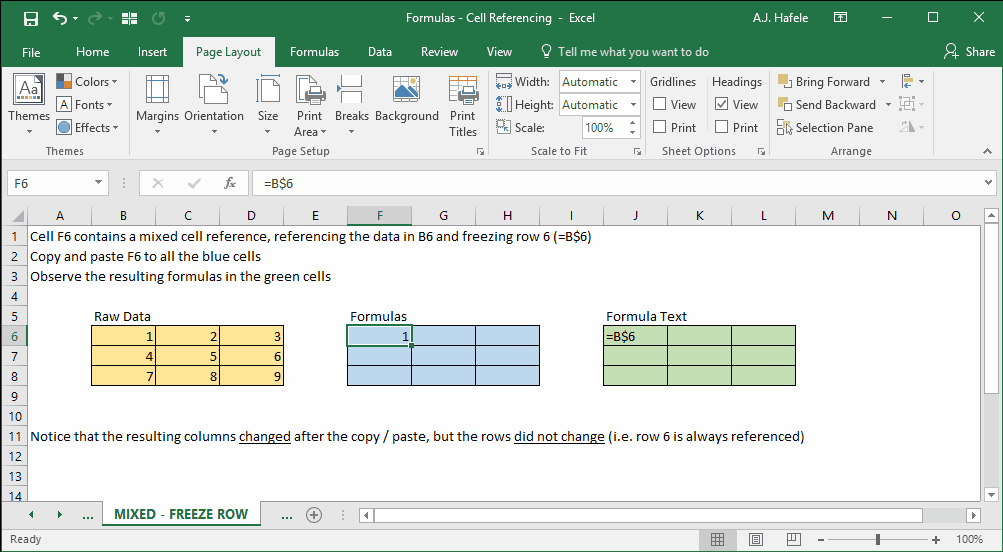 Formulas - Cell Referencing - Excel A.J. Hafele
File Home Insert Page Layout Formulas Data Review View Tell me what you want to do Share
Aa Colors Width: Automatic Gridlines Headings Bring Forward
A Fonts Height: Automatic View View Send Backward
Themes Effects Margins Orientation Size Print Area Breaks Background Print Titles Scale: 100% Print Print Selection Pane
Themes Page Setup Scale to Fit Sheet Options Arrange
F6 fx =B$6
A B C D E F G H I J K L M N O
1 Cell F6 contains a mixed cell reference, referencing the data in B6 and freezing row 6 (=B$6)
2 Copy and paste F6 to all the blue cells
3 Observe the resulting formulas in the green cells
4
5 Raw Data Formulas Formula Text
6 1 2 3 1 =B$6
7 4 5 6
8 7 8 9
9
10
11 Notice that the resulting columns changed after the copy / paste, but the rows did not change (i.e. row 6 is always referenced)
12
13
14
... MIXED - FREEZE ROW ...
Ready 100%